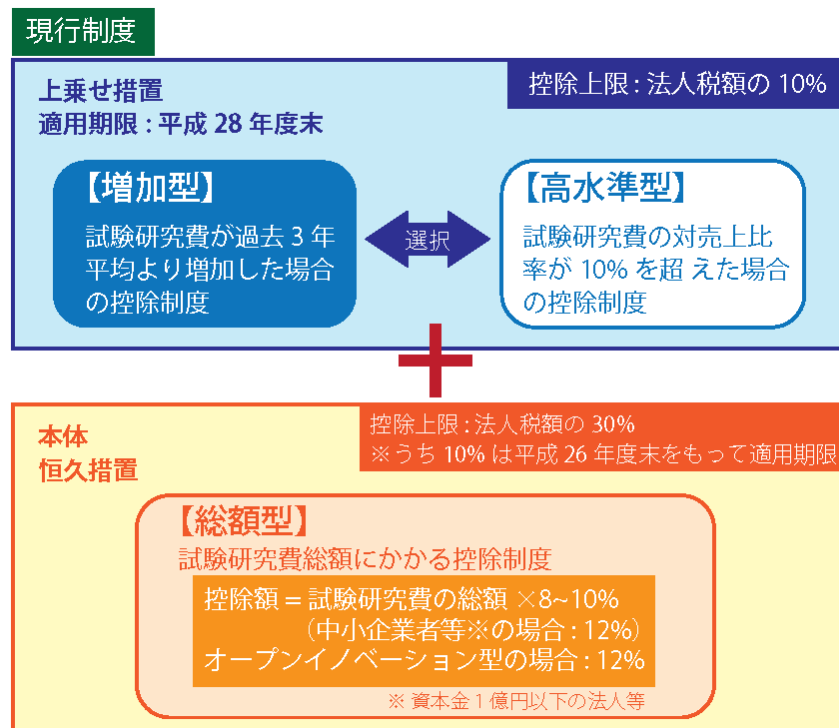 現行制度
上乗せ措置
適用期限：平成 28 年度末
控除上限：法人税額の 10%
【増加型】
試験研究費が過去 3 年
平均より増加した場合
の控除制度
選択
【高水準型】
試験研究費の対売上比
率が 10% を超 えた場合
の控除制度
本体
恒久措置
控除上限：法人税額の 30%
※うち 10% は平成 26 年度末をもって適用期限
【総額型】
試験研究費総額にかかる控除制度
控除額 = 試験研究費の総額 ×8~10%
（中小企業者等※の場合：12%）
オープンイノベーション型の場合：12%
※ 資本金 1 億円以下の法人等